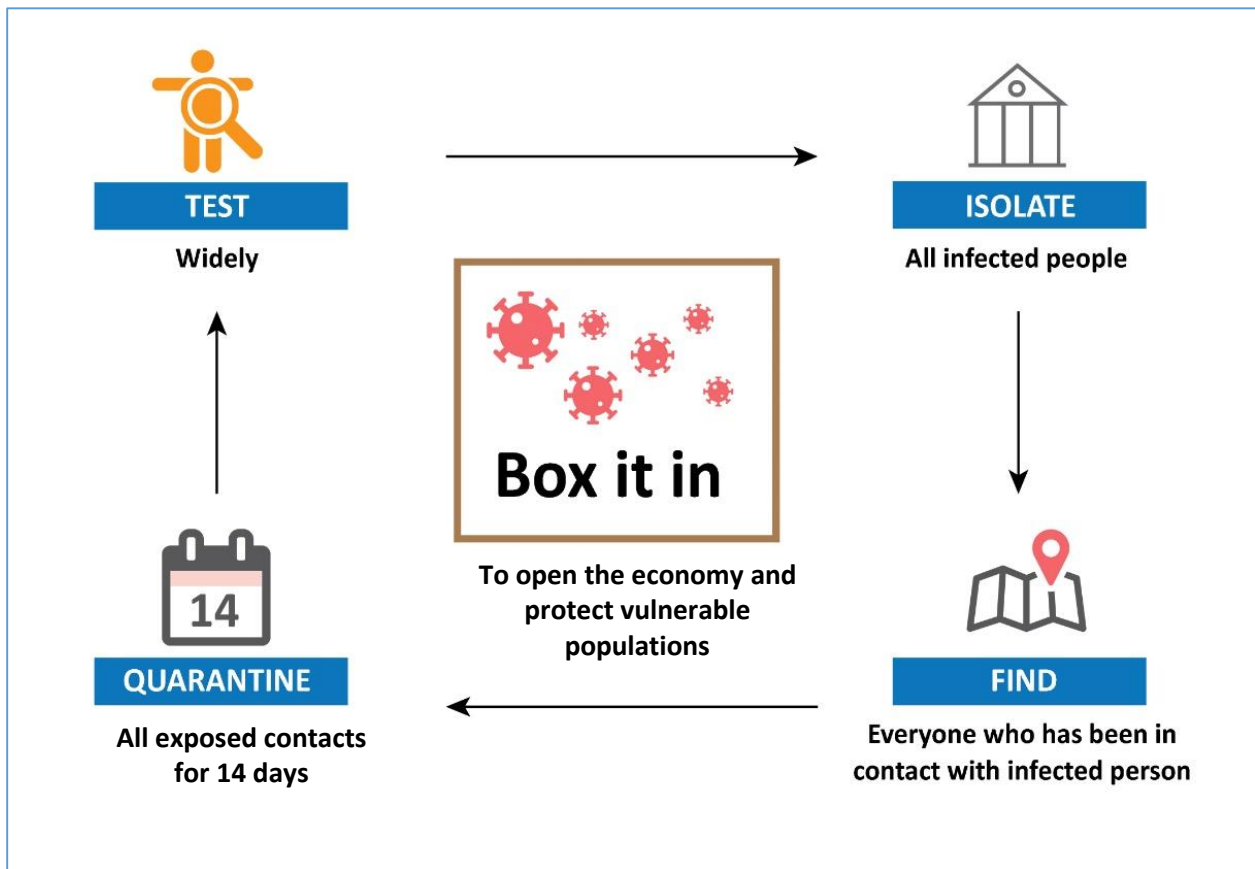 TEST
Widely
ISOLATE
All infected people
Box it in
To open the economy and
protect vulnerable
populations
14
QUARANTINE
All exposed contacts
for 14 days
FIND
Everyone who has been in
contact with infected person